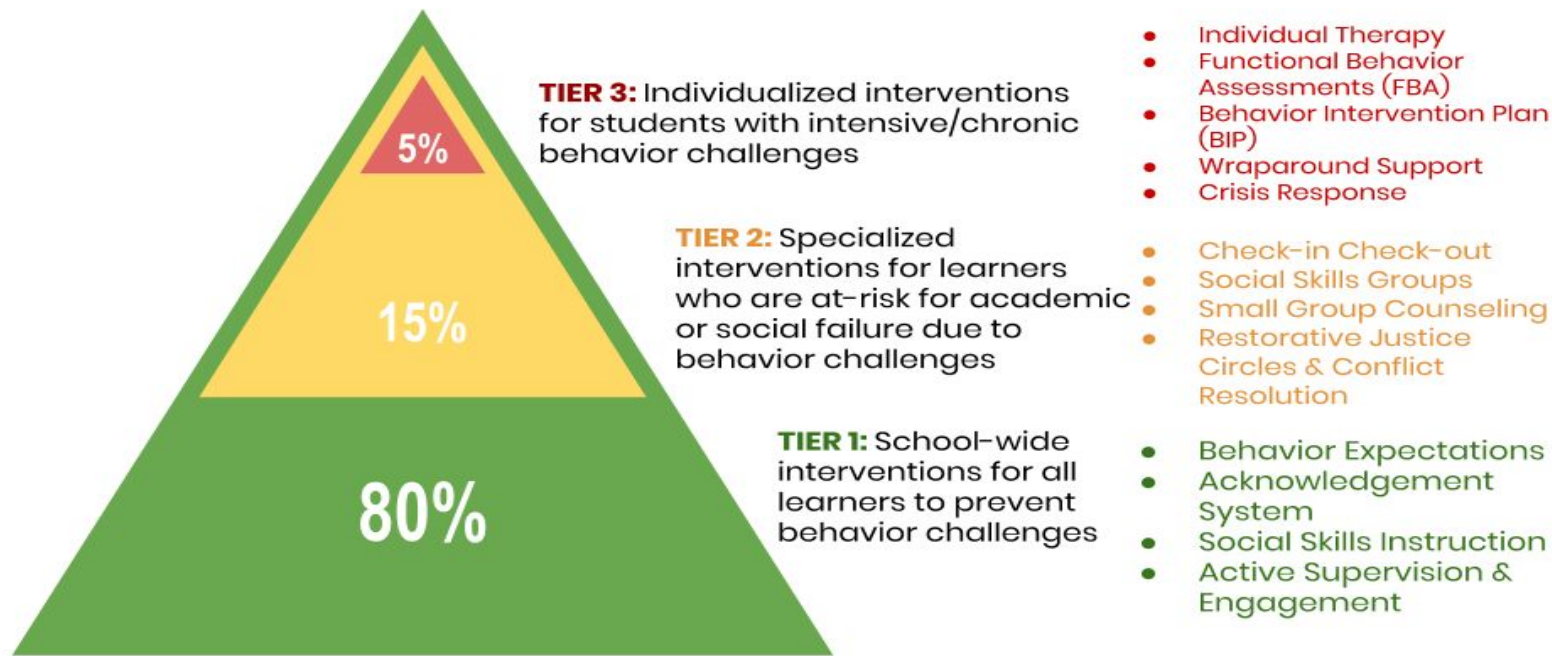 5%
15%
80%
TIER 3: Individualized interventions
for students with intensive/chronic
behavior challenges
● Individual Therapy
● Functional Behavior
Assessments (FBA)
● Behavior Intervention Plan
(BIP)
● Wraparound Support
● Crisis Response
TIER 2: Specialized
interventions for learners
who are at-risk for academic
or social failure due to
behavior challenges
● Check-in Check-out
● Social Skills Groups
● Small Group Counseling
● Restorative Justice
Circles & Conflict
Resolution
TIER 1: School-wide
interventions for all
learners to prevent
behavior challenges
● Behavior Expectations
● Acknowledgement
System
● Social Skills Instruction
● Active Supervision &
Engagement